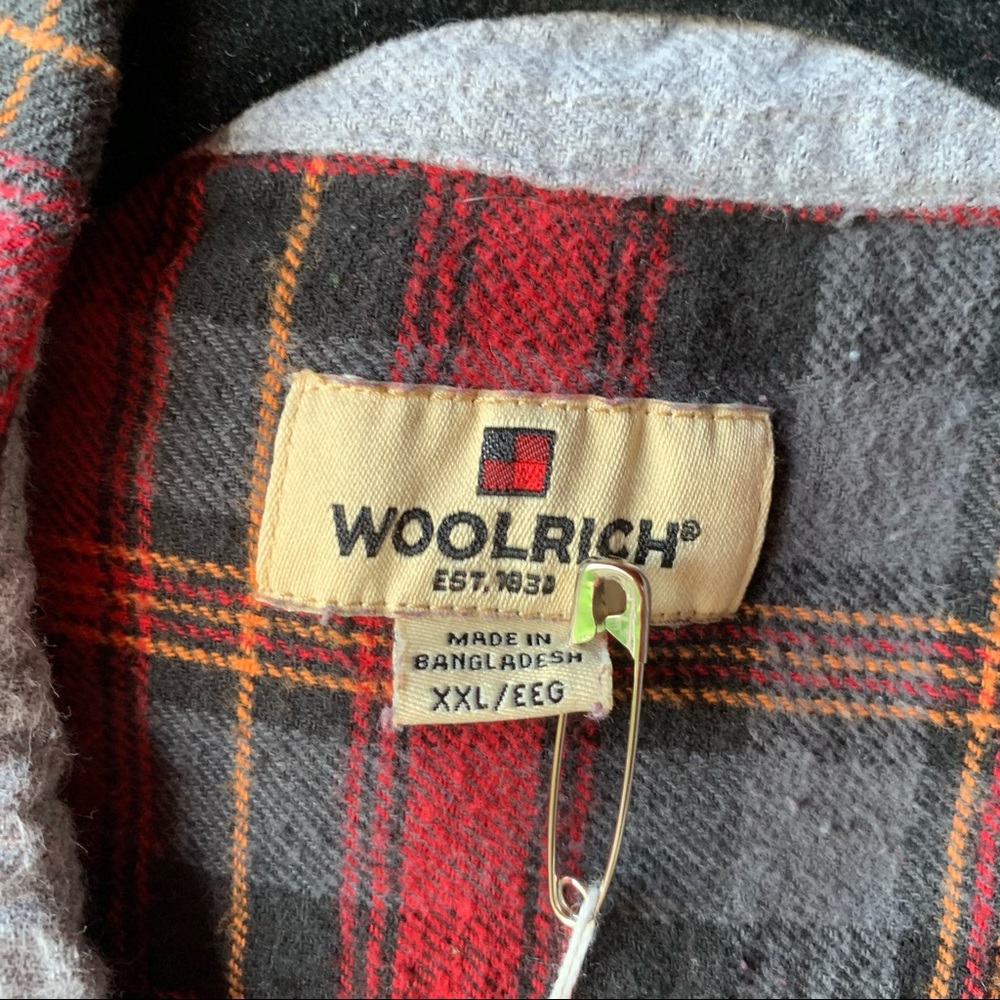 WOOLRICH®
EST. 1830
MADE IN
BANGLADESH
XXL/EEG